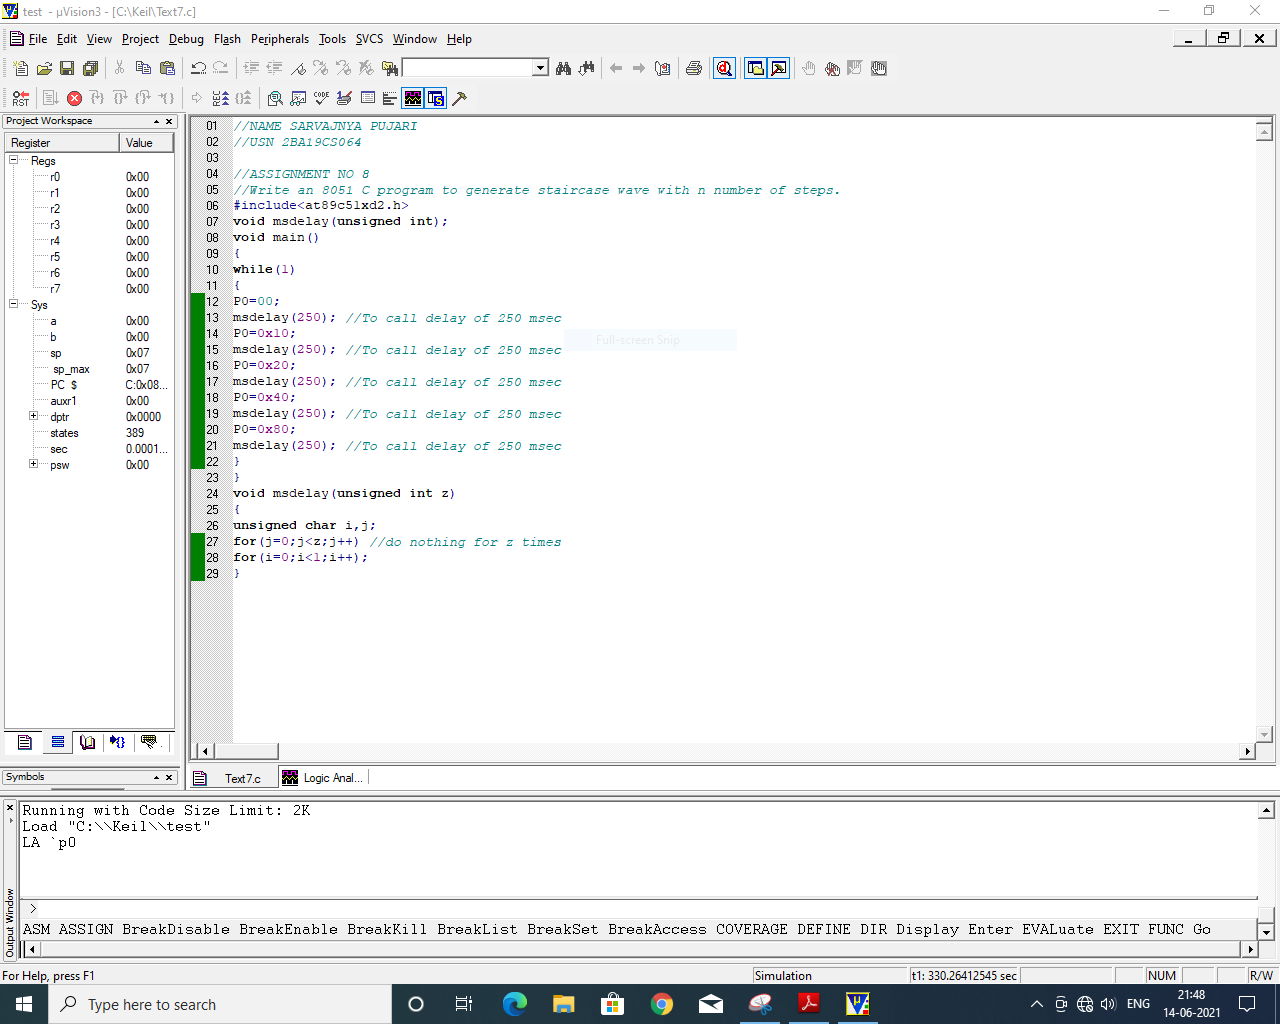 test - µVision3 - [C:\Keil\Text7.c]
File Edit View Project Debug Flash Peripherals Tools SVCS Window Help
RST
CODE
Project Workspace
Register Value
Regs
r0 0x00
r1 0x00
r2 0x00
r3 0x00
r4 0x00
r5 0x00
r6 0x00
r7 0x00
Sys
a 0x00
b 0x00
sp 0x07
sp_max 0x07
PC $ C:0x08...
auxr1 0x00
dptr 0x0000
states 389
sec 0.0001...
psw 0x00
Symbols
01 //NAME SARVAJNYA PUJARI
02 //USN 2BA19CS064
03
04 //ASSIGNMENT NO 8
05 //Write an 8051 C program to generate staircase wave with n number of steps.
06 #include<at89c51xd2.h>
07 void msdelay(unsigned int);
08 void main()
09 {
10 while(1)
11 {
12 P0=00;
13 msdelay(250); //To call delay of 250 msec
14 P0=0x10;
15 msdelay(250); //To call delay of 250 msec
16 P0=0x20;
17 msdelay(250); //To call delay of 250 msec
18 P0=0x40;
19 msdelay(250); //To call delay of 250 msec
20 P0=0x80;
21 msdelay(250); //To call delay of 250 msec
22 }
23 }
24 void msdelay(unsigned int z)
25 {
26 unsigned char i,j;
27 for(j=0;j<z;j++) //do nothing for z times
28 for(i=0;i<1;i++);
29 }
Full-screen Snip
Text7.c Logic Anal...
Output Window
Running with Code Size Limit: 2K
Load "C:\\Keil\\test"
LA `p0
>
ASM ASSIGN BreakDisable BreakEnable BreakKill BreakList BreakSet BreakAccess COVERAGE DEFINE DIR Display Enter EVALuate EXIT FUNC Go
For Help, press F1 Simulation t1: 330.26412545 sec NUM R/W
Type here to search
ENG
21:48
14-06-2021